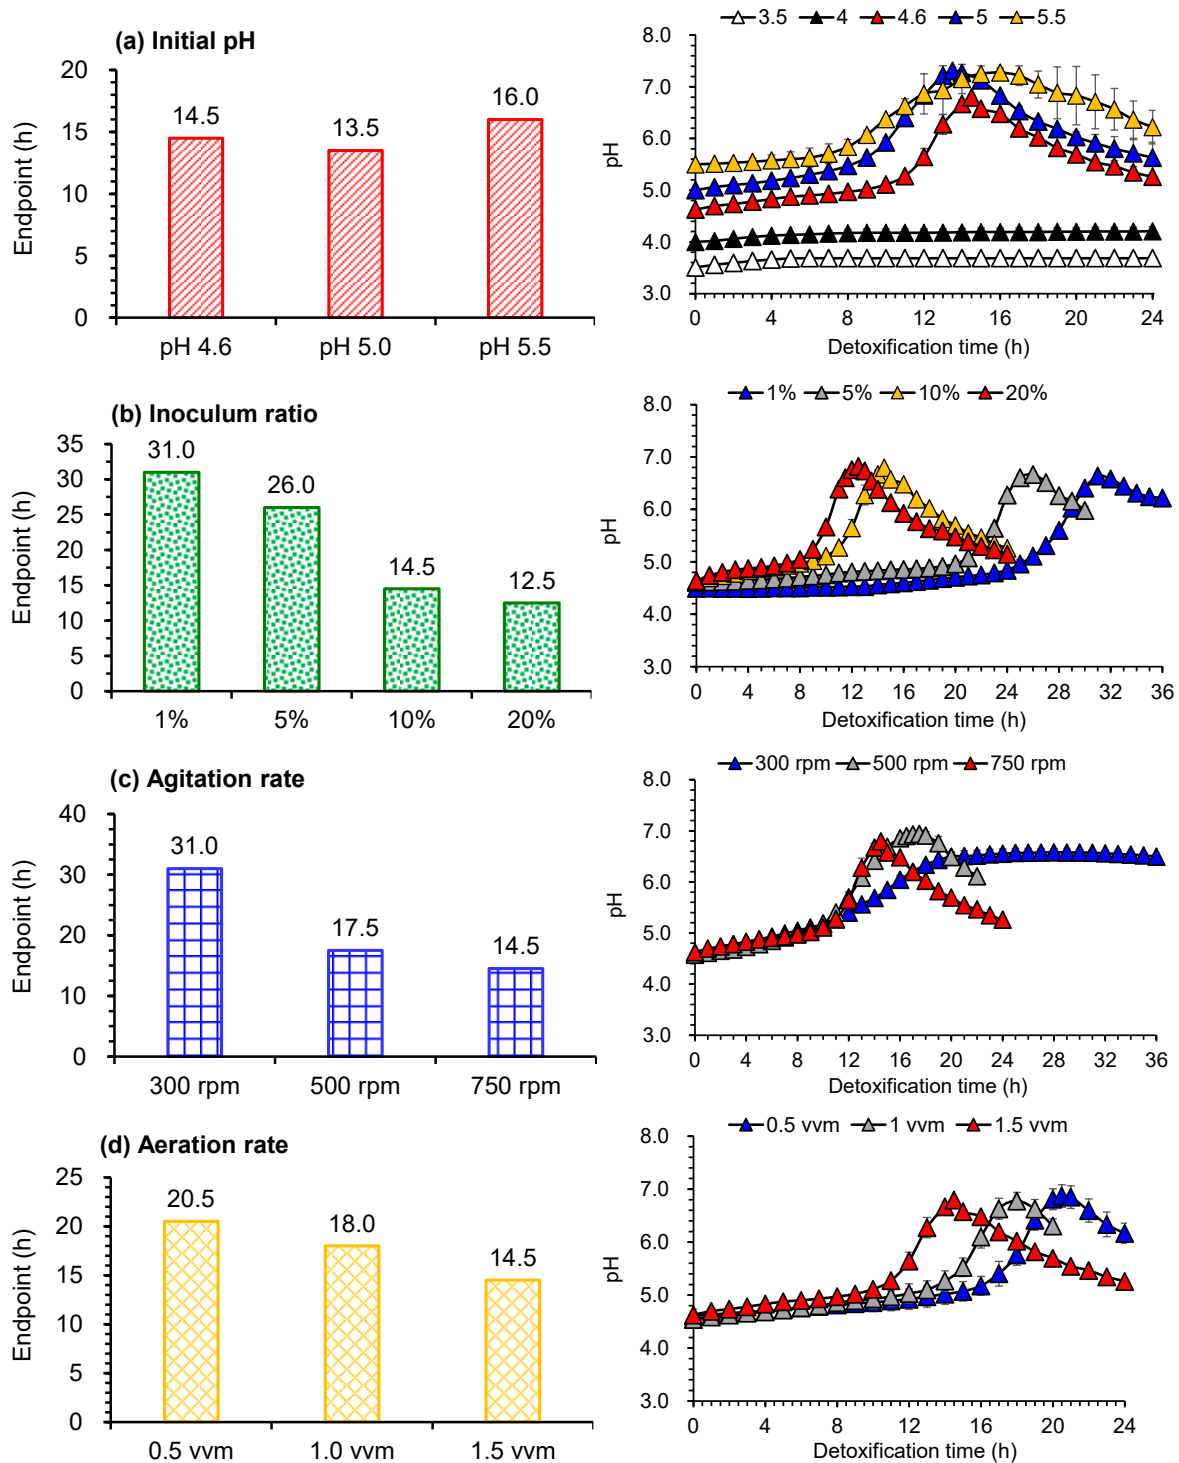 (a) Initial pH
Endpoint (h)
20
15
10
5
0
14.5
13.5
16.0
pH 4.6
pH 5.0
pH 5.5
3.5 4 4.6 5 5.5
pH
8.0
7.0
6.0
5.0
4.0
3.0
0 4 8 12 16 20 24
Detoxification time (h)
(b) Inoculum ratio
Endpoint (h)
35
30
25
20
15
10
5
0
31.0
26.0
14.5
12.5
1%
5%
10%
20%
1% 5% 10% 20%
pH
8.0
7.0
6.0
5.0
4.0
3.0
0 4 8 12 16 20 24 28 32 36
Detoxification time (h)
(c) Agitation rate
Endpoint (h)
40
30
20
10
0
31.0
17.5
14.5
300 rpm
500 rpm
750 rpm
300 rpm 500 rpm 750 rpm
pH
8.0
7.0
6.0
5.0
4.0
3.0
0 4 8 12 16 20 24 28 32 36
Detoxification time (h)
(d) Aeration rate
Endpoint (h)
25
20
15
10
5
0
20.5
18.0
14.5
0.5 vvm
1.0 vvm
1.5 vvm
0.5 vvm 1 vvm 1.5 vvm
pH
8.0
7.0
6.0
5.0
4.0
3.0
0 4 8 12 16 20 24
Detoxification time (h)